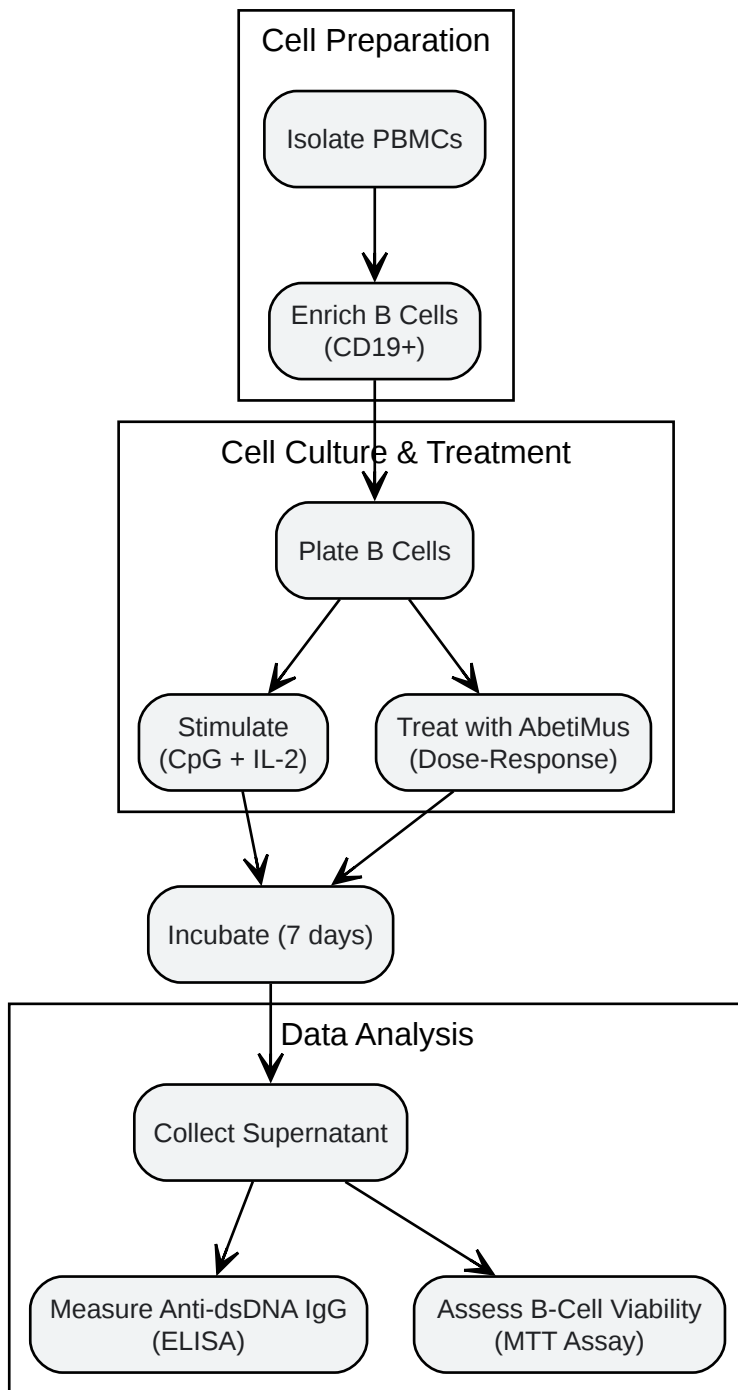 Cell Preparation
Isolate PBMCs
Enrich B Cells
(CD19+)
Cell Culture & Treatment
Plate B Cells
Stimulate
(CpG + IL-2)
Treat with AbetiMus
(Dose-Response)
Incubate (7 days)
Data Analysis
Collect Supernatant
Measure Anti-dsDNA IgG
(ELISA)
Assess B-Cell Viability
(MTT Assay)